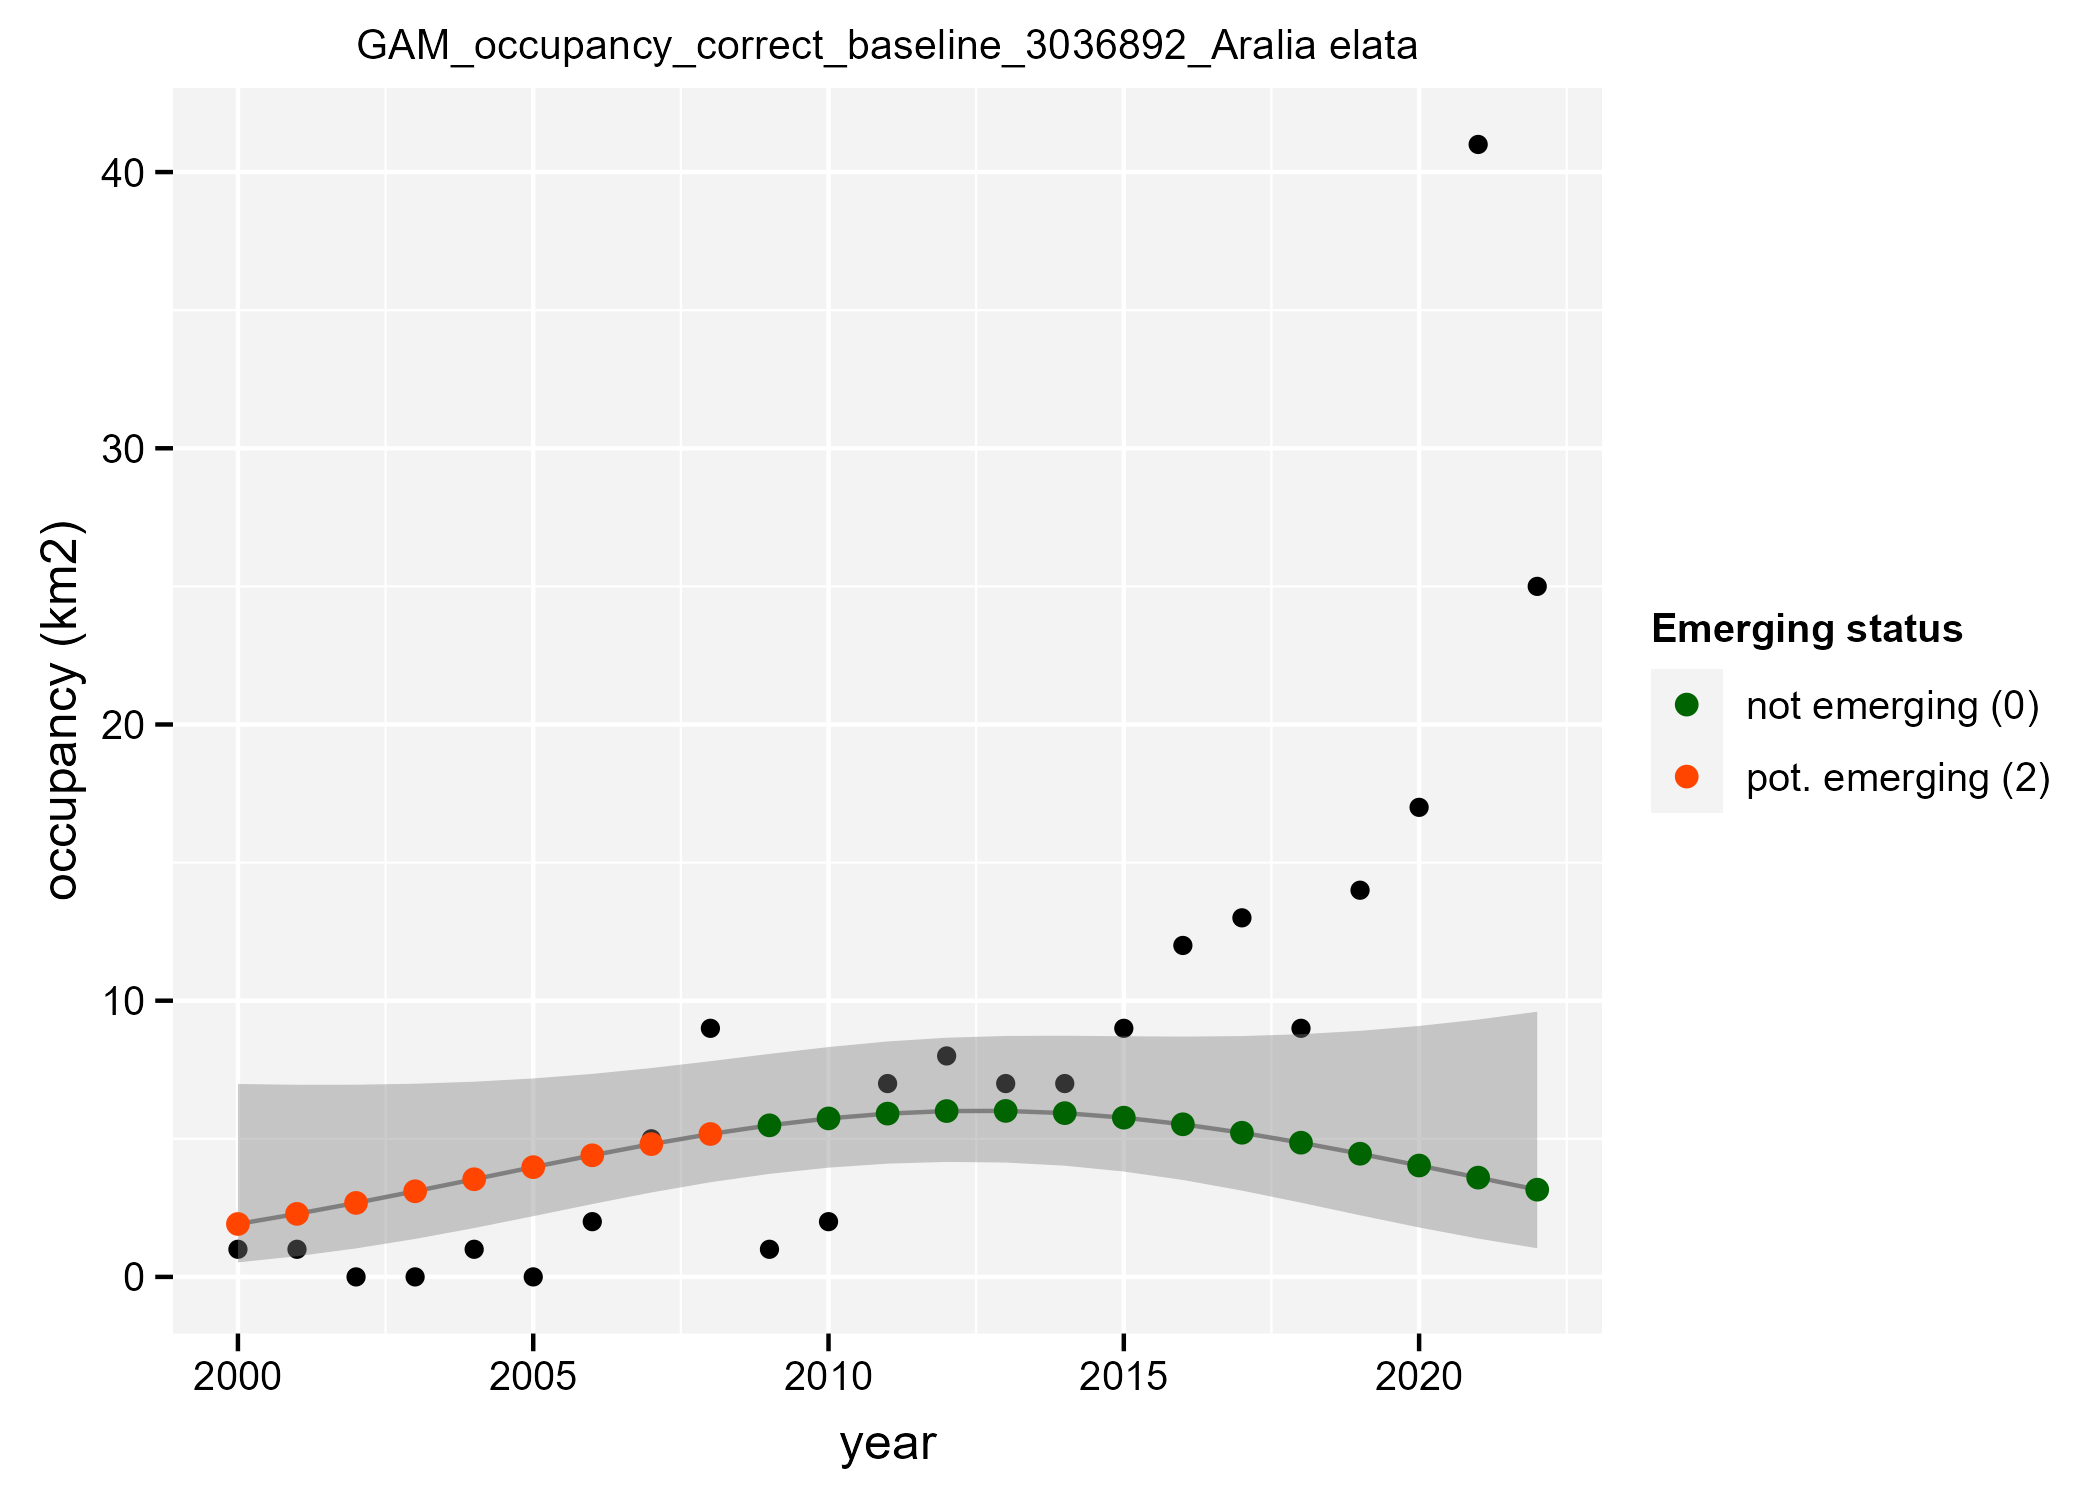 GAM_occupancy_correct_baseline_3036892_Aralia elata
40
30
20
10
0
occupancy (km2)
2000 2005 2010 2015 2020
year
Emerging status
not emerging (0)
pot. emerging (2)